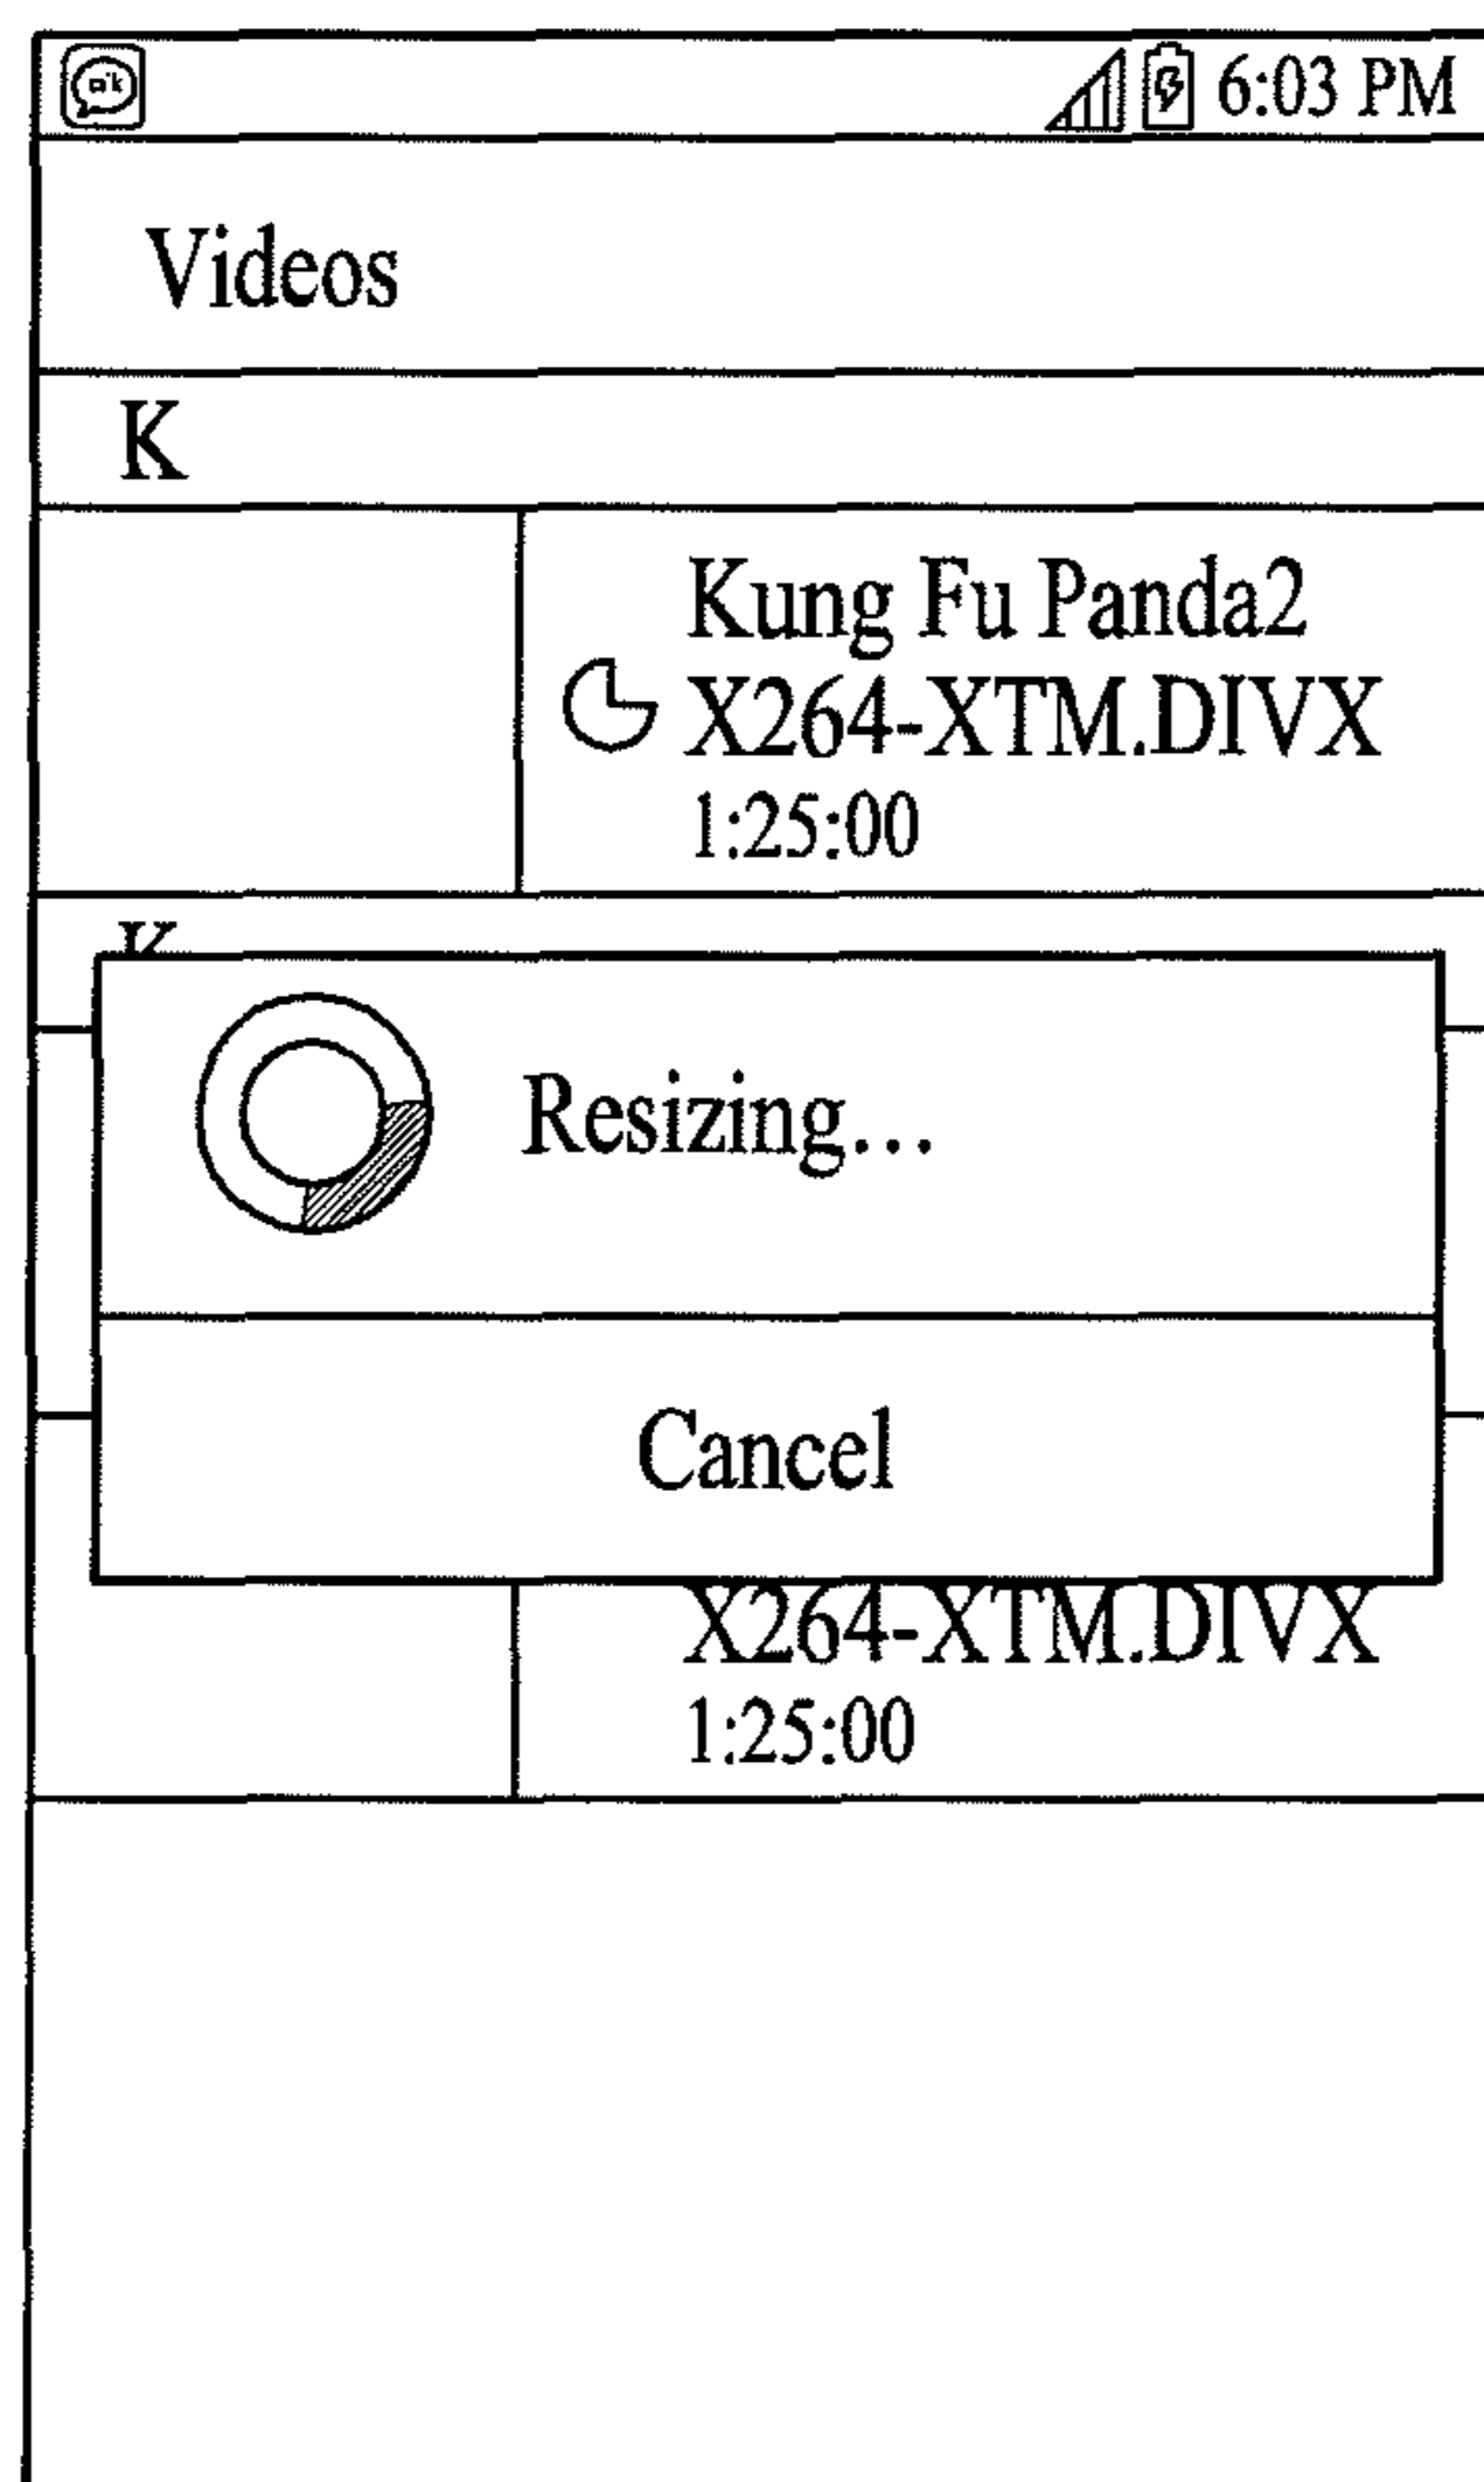 6:03 PM
Videos
K
Kung Fu Panda2
X264-XTM.DIVX
1:25:00
K
Resizing...
Cancel
X264-XTM.DIVX
1:25:00